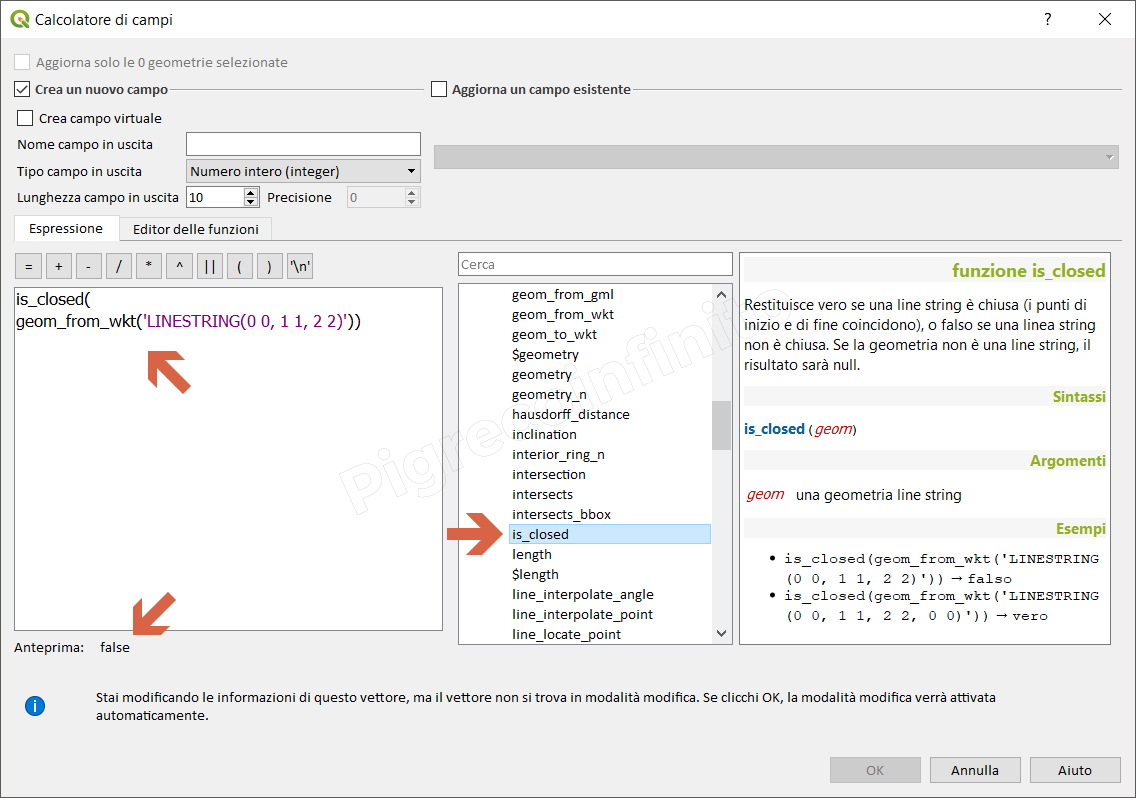 Calcolatore di campi
?
Aggiorna solo le 0 geometrie selezionate
Crea un nuovo campo
Aggiorna un campo esistente
Crea campo virtuale
Nome campo in uscita
Tipo campo in uscita
Numero intero (integer)
Lunghezza campo in uscita
10
Precisione
0
Espressione
Editor delle funzioni
= + - / * ^ || ( ) '\n'
is_closed(
geom_from_wkt('LINESTRING(0 0, 1 1, 2 2)'))
Anteprima: false
Cerca
geom_from_gml
geom_from_wkt
geom_to_wkt
$geometry
geometry
geometry_n
hausdorff_distance
inclination
interior_ring_n
intersection
intersects
intersects_bbox
is_closed
length
$length
line_interpolate_angle
line_interpolate_point
line_locate_point
funzione is_closed
Restituisce vero se una line string è chiusa (i punti di
inizio e di fine coincidono), o falso se una linea string
non è chiusa. Se la geometria non è una line string, il
risultato sarà null.
Sintassi
is_closed (geom)
Argomenti
geom una geometria line string
Esempi
• is_closed(geom_from_wkt('LINESTRING
(0 0, 1 1, 2 2)')) → falso
• is_closed(geom_from_wkt('LINESTRING
(0 0, 1 1, 2 2, 0 0)')) → vero
Pigrecoinfinito
i
Stai modificando le informazioni di questo vettore, ma il vettore non si trova in modalità modifica. Se clicchi OK, la modalità modifica verrà attivata
automaticamente.
OK
Annulla
Aiuto